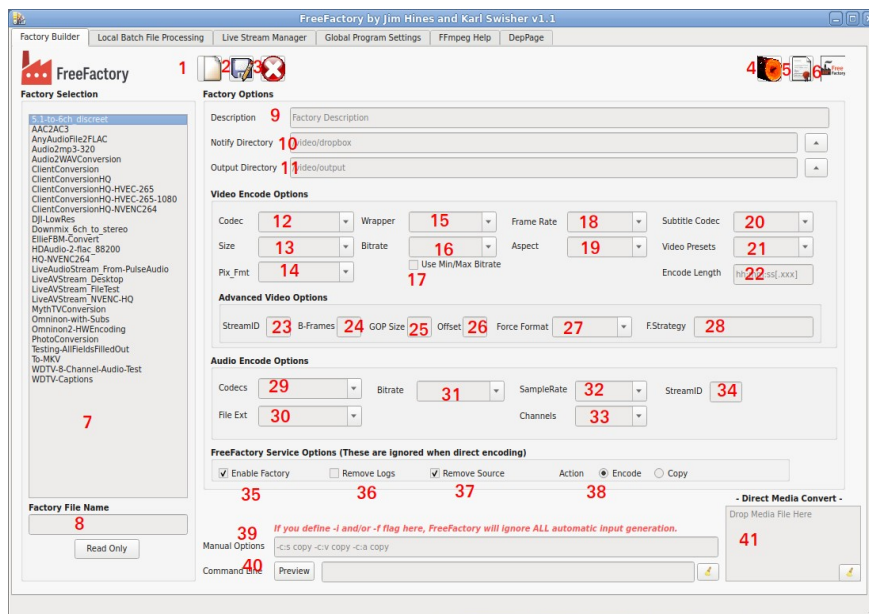 FreeFactory by Jim Hines and Karl Swisher v1.1
Factory Builder Local Batch File Processing Live Stream Manager Global Program Settings FFmpeg Help DepPage
FreeFactory 1 2 3 4 5 6
Free Factory
Factory Selection
5.1-to-6ch_discreet
AAC2AC3
AnyAudioFile2FLAC
Audio2mp3-320
Audio2WAVConversion
ClientConversion
ClientConversionHQ
ClientConversionHQ-HVEC-265
ClientConversionHQ-HVEC-265-1080
ClientConversionHQ-NVENC264
DJI-LowRes
Downmix_6ch_to_stereo
EllieFBM-Convert
HDAudio-2-flac_88200
HQ-NVENC264
LiveAudioStream_From-PulseAudio
LiveAVStream_Desktop
LiveAVStream_FileTest
LiveAVStream_NVENC-HQ
MythTVConversion
Omninon-with-Subs
Omninon2-HWEncoding
PhotoConversion
Testing-AllFieldsFilledOut
To-MKV
WDTV-8-Channel-Audio-Test
WDTV-Captions
7
Factory File Name
8
Read Only
Factory Options
Description 9 Factory Description
Notify Directory 10 /video/dropbox
Output Directory 11 /video/output
Video Encode Options
Codec 12 Wrapper 15 Frame Rate 18 Subtitle Codec 20
Size 13 Bitrate 16 Aspect 19 Video Presets 21
Pix_Fmt 14 17 Use Min/Max Bitrate Encode Length 22 :ss[.xxx]
Advanced Video Options
StreamID 23 B-Frames 24 GOP Size 25 Offset 26 Force Format 27 F.Strategy 28
Audio Encode Options
Codecs 29 Bitrate 31 SampleRate 32 StreamID 34
File Ext 30 Channels 33
FreeFactory Service Options (These are ignored when direct encoding)
Enable Factory Remove Logs Remove Source Action Encode Copy
35 36 37 38
39 If you define -i and/or -f flag here, FreeFactory will ignore ALL automatic input generation.
Manual Options -c:s copy -c:v copy -c:a copy
Command Line 40 Preview
- Direct Media Convert -
Drop Media File Here
41